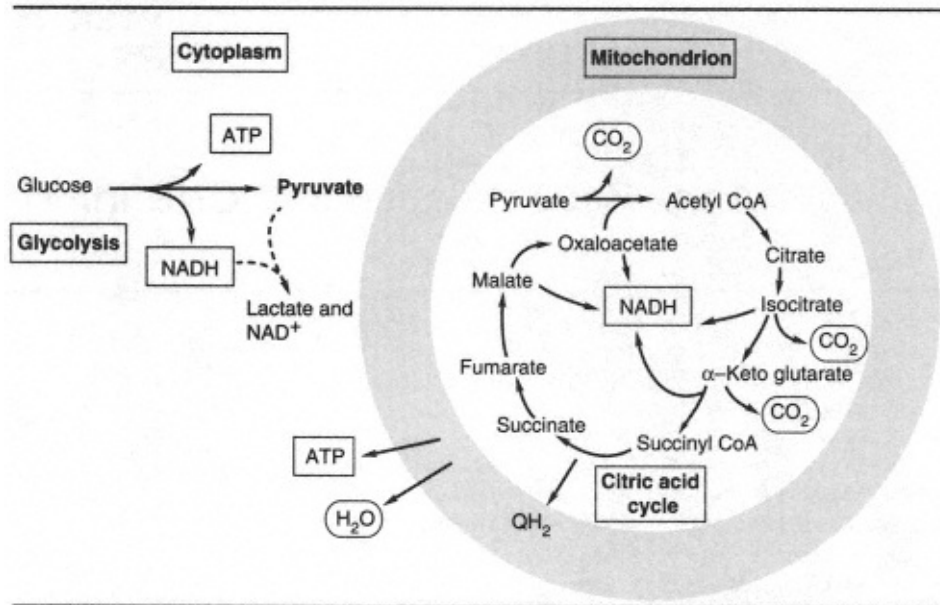 Cytoplasm
Mitochondrion
ATP
CO2
Glucose
Pyruvate
Pyruvate
Acetyl CoA
Glycolysis
Oxaloacetate
Citrate
NADH
Malate
NADH
Isocitrate
Lactate and
NAD+
CO2
Fumarate
α–Keto glutarate
CO2
Succinate
Succinyl CoA
ATP
Citric acid
cycle
H2O
QH2